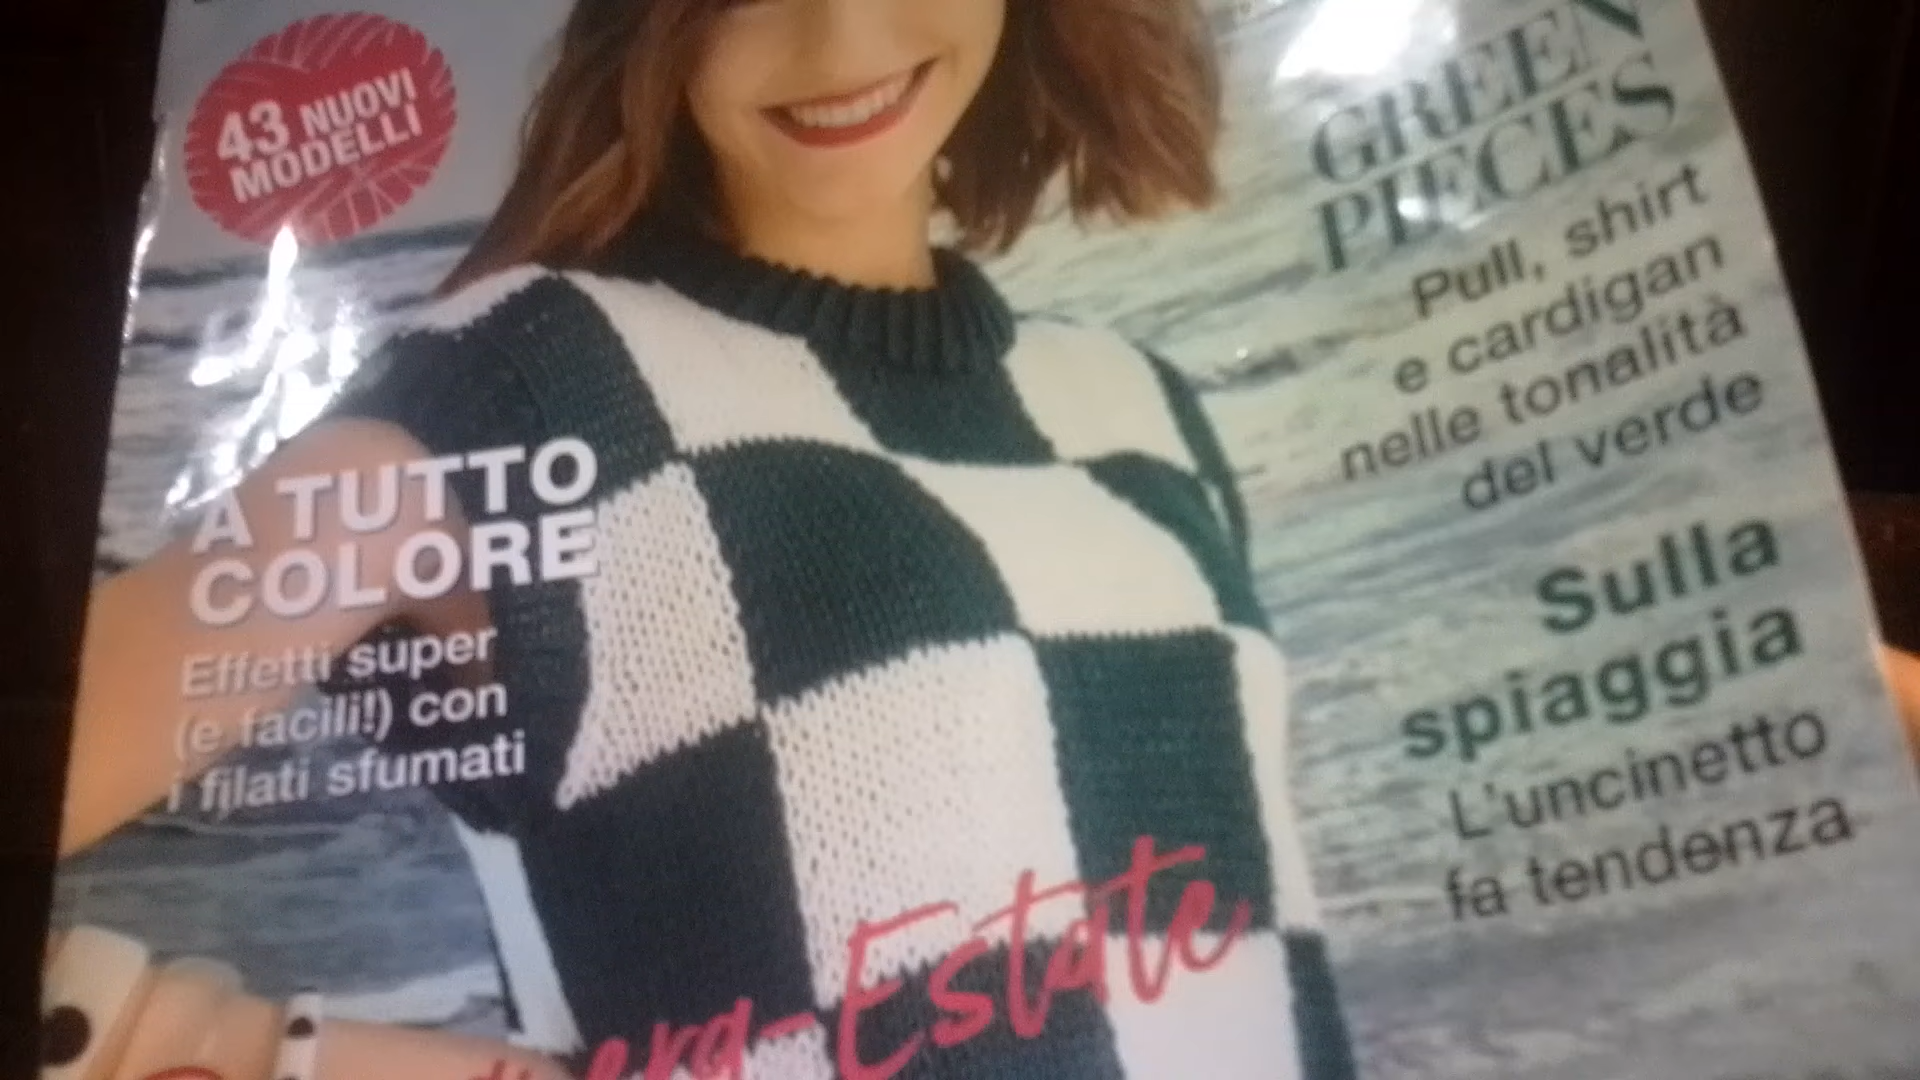 43 NUOVI
MODELLI
GREEN
PIECES
Pull, shirt
e cardigan
nelle tonalità
del verde
A TUTTO
COLORE
Effetti super
(e facili!) con
i filati sfumati
Sulla
spiaggia
L'uncinetto
fa tendenza
-Estate